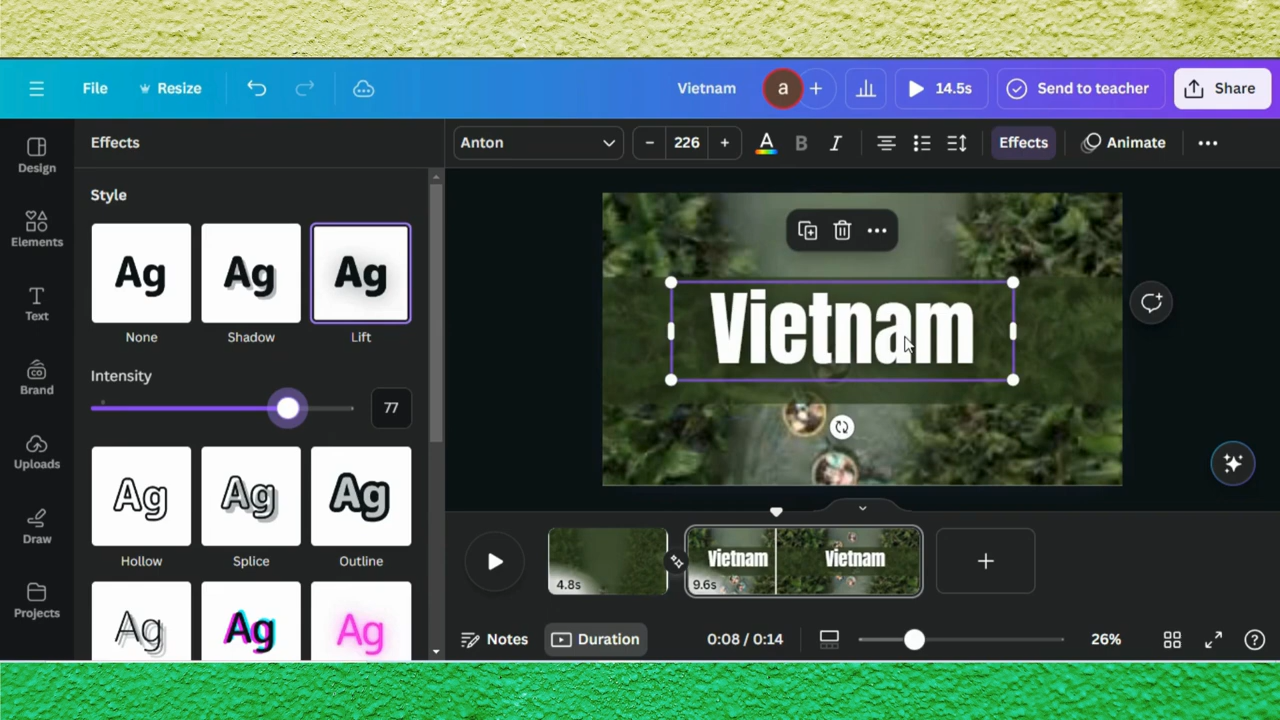 File
Resize
Vietnam
a
14.5s
Send to teacher
Share
Design
Elements
Text
Brand
CO
Uploads
Draw
Projects
Effects
Style
Ag
Ag
Ag
None
Shadow
Lift
Intensity
77
Ag
Ag
Ag
Hollow
Splice
Outline
Ag
Ag
Ag
Anton
− 226 +
A
B
I
Effects
Animate
Vietnam
4.8s
Vietnam
Vietnam
9.6s
Notes
Duration
0:08 / 0:14
26%